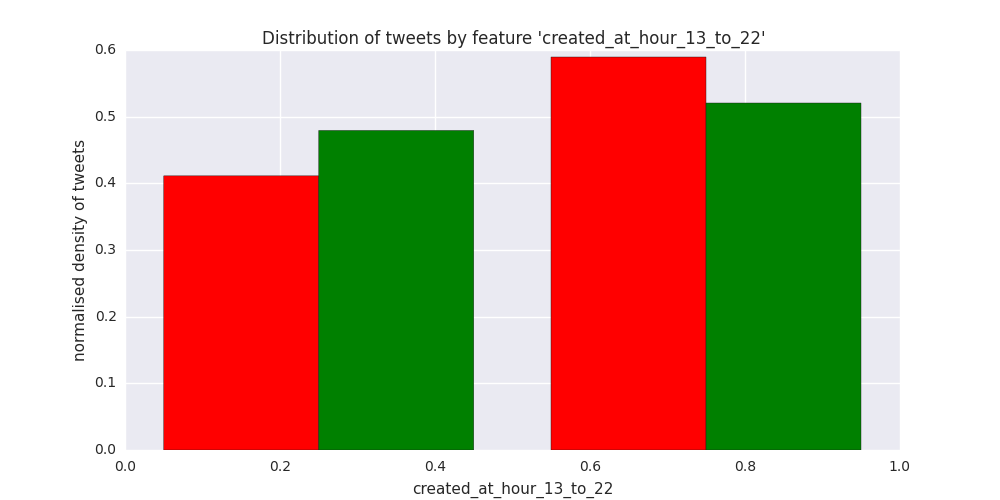 Distribution of tweets by feature 'created_at_hour_13_to_22'
normalised density of tweets
0.6
0.5
0.4
0.3
0.2
0.1
0.0
0.0 0.2 0.4 0.6 0.8 1.0
created_at_hour_13_to_22